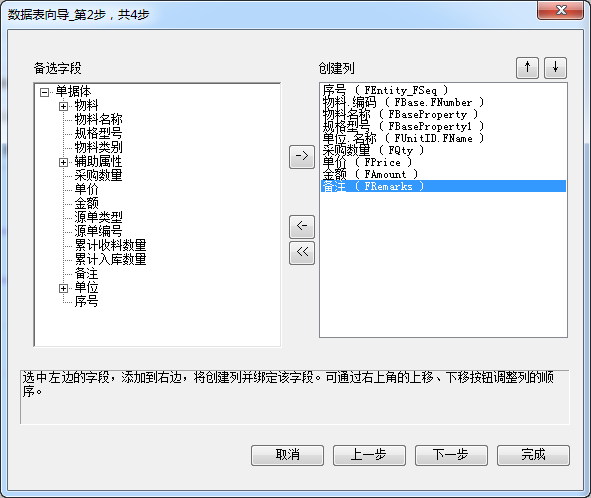 数据表向导_第2步，共4步
备选字段
单据体
物料
物料名称
规格型号
物料类别
辅助属性
采购数量
单价
金额
源单类型
源单编号
累计收料数量
累计入库数量
备注
单位
序号
->
<-
<<
创建列
↑
↓
序号 ( FEntity_FSeq )
物料.编码 ( FBase.FNumber )
物料名称 ( FBaseProperty )
规格型号 ( FBaseProperty1 )
单位.名称 ( FUnitID.FName )
采购数量 ( FQty )
单价 ( FPrice )
金额 ( FAmount )
备注 ( FRemarks )
选中左边的字段，添加到右边，将创建列并绑定该字段。可通过右上角的上移、下移按钮调整列的顺
序。
取消
上一步
下一步
完成